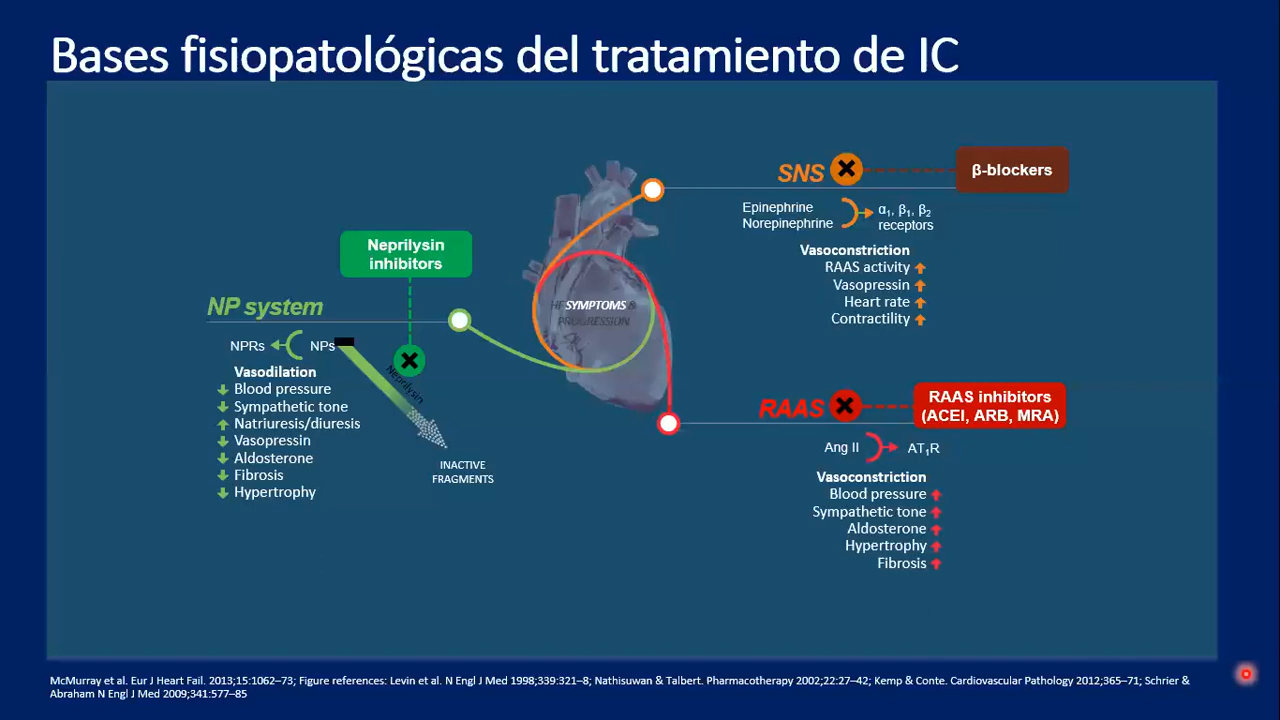 Bases fisiopatológicas del tratamiento de IC
SNS
β-blockers
Epinephrine
Norepinephrine
α1, β1, β2
receptors
Vasoconstriction
RAAS activity
Vasopressin
Heart rate
Contractility
Neprilysin
inhibitors
NP system
NPRs
NPs
Neprilysin
Vasodilation
Blood pressure
Sympathetic tone
Natriuresis/diuresis
Vasopressin
Aldosterone
Fibrosis
Hypertrophy
INACTIVE
FRAGMENTS
HF SYMPTOMS &
PROGRESSION
RAAS
RAAS inhibitors
(ACEI, ARB, MRA)
Ang II
AT1R
Vasoconstriction
Blood pressure
Sympathetic tone
Aldosterone
Hypertrophy
Fibrosis
McMurray et al. Eur J Heart Fail. 2013;15:1062–73; Figure references: Levin et al. N Engl J Med 1998;339:321–8; Nathisuwan & Talbert. Pharmacotherapy 2002;22:27–42; Kemp & Conte. Cardiovascular Pathology 2012;365–71; Schrier &
Abraham N Engl J Med 2009;341:577–85